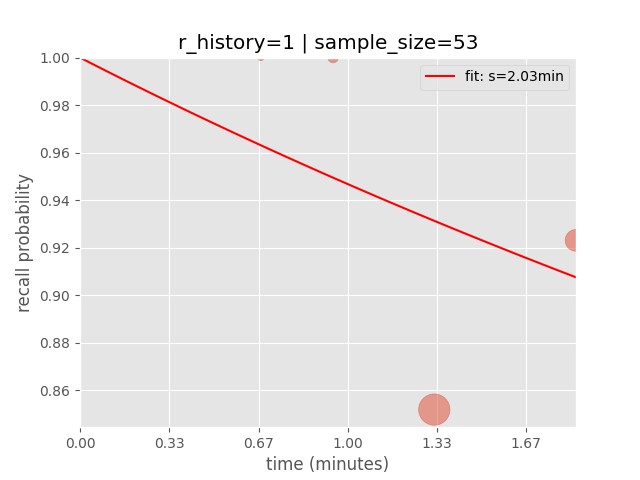 r_history=1 | sample_size=53
fit: s=2.03min
recall probability
1.00
0.98
0.96
0.94
0.92
0.90
0.88
0.86
0.00 0.33 0.67 1.00 1.33 1.67
time (minutes)